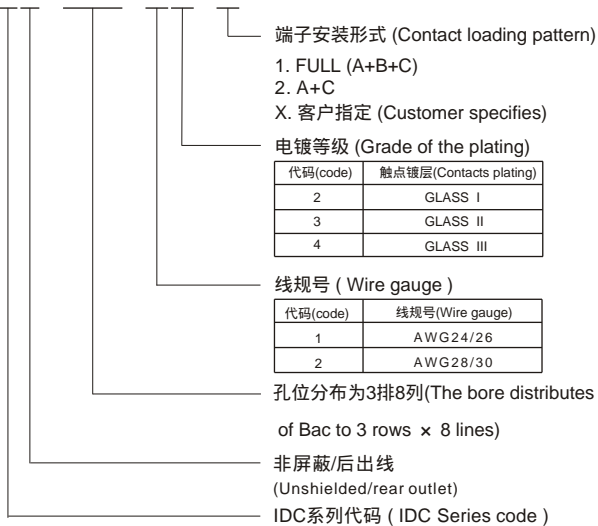 端子安装形式 (Contact loading pattern)
1. FULL (A+B+C)
2. A+C
X. 客户指定 (Customer specifies)
电镀等级 (Grade of the plating)
代码(code) 触点镀层(Contacts plating)
2 GLASS I
3 GLASS II
4 GLASS III
线规号 ( Wire gauge )
代码(code) 线规号(Wire gauge)
1 AWG24/26
2 AWG28/30
孔位分布为3排8列(The bore distributes
of Bac to 3 rows × 8 lines)
非屏蔽/后出线
(Unshielded/rear outlet)
IDC系列代码 ( IDC Series code )